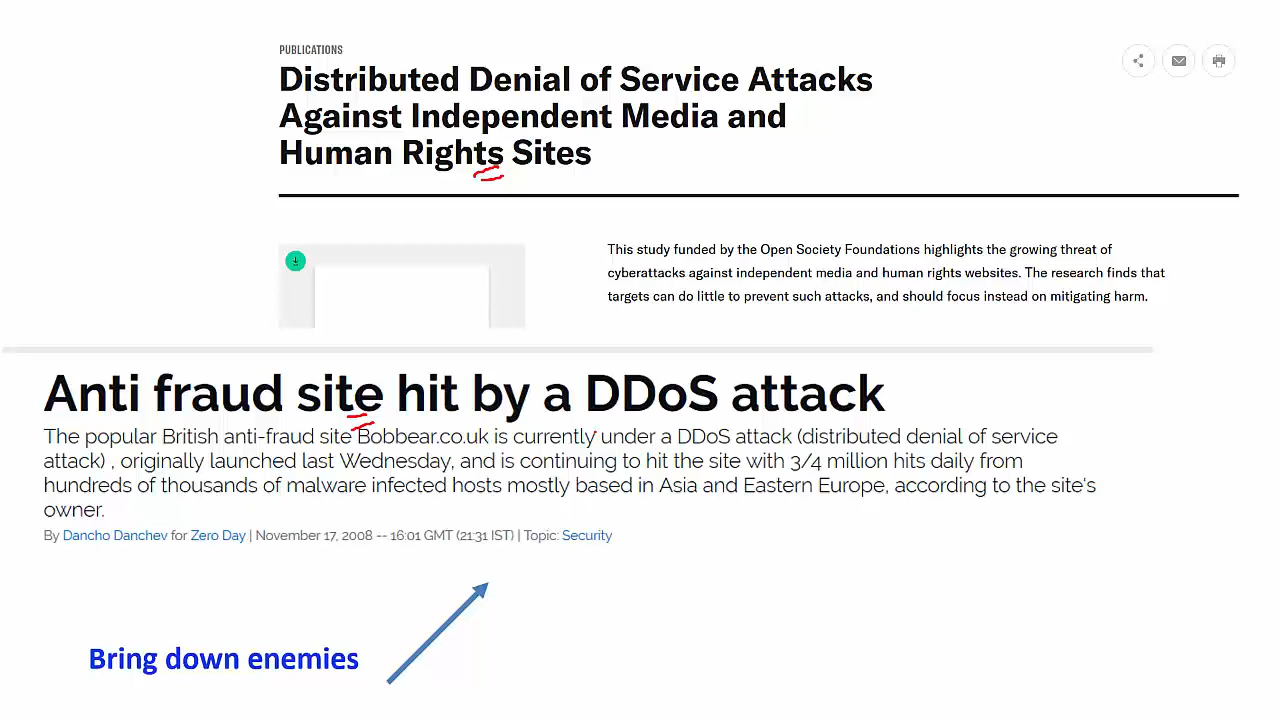 PUBLICATIONS
Distributed Denial of Service Attacks
Against Independent Media and
Human Rights Sites
This study funded by the Open Society Foundations highlights the growing threat of
cyberattacks against independent media and human rights websites. The research finds that
targets can do little to prevent such attacks, and should focus instead on mitigating harm.
Anti fraud site hit by a DDoS attack
The popular British anti-fraud site Bobbear.co.uk is currently under a DDoS attack (distributed denial of service
attack) , originally launched last Wednesday, and is continuing to hit the site with 3/4 million hits daily from
hundreds of thousands of malware infected hosts mostly based in Asia and Eastern Europe, according to the site's
owner.
By Dancho Danchev for Zero Day | November 17, 2008 -- 16:01 GMT (21:31 IST) | Topic: Security
Bring down enemies